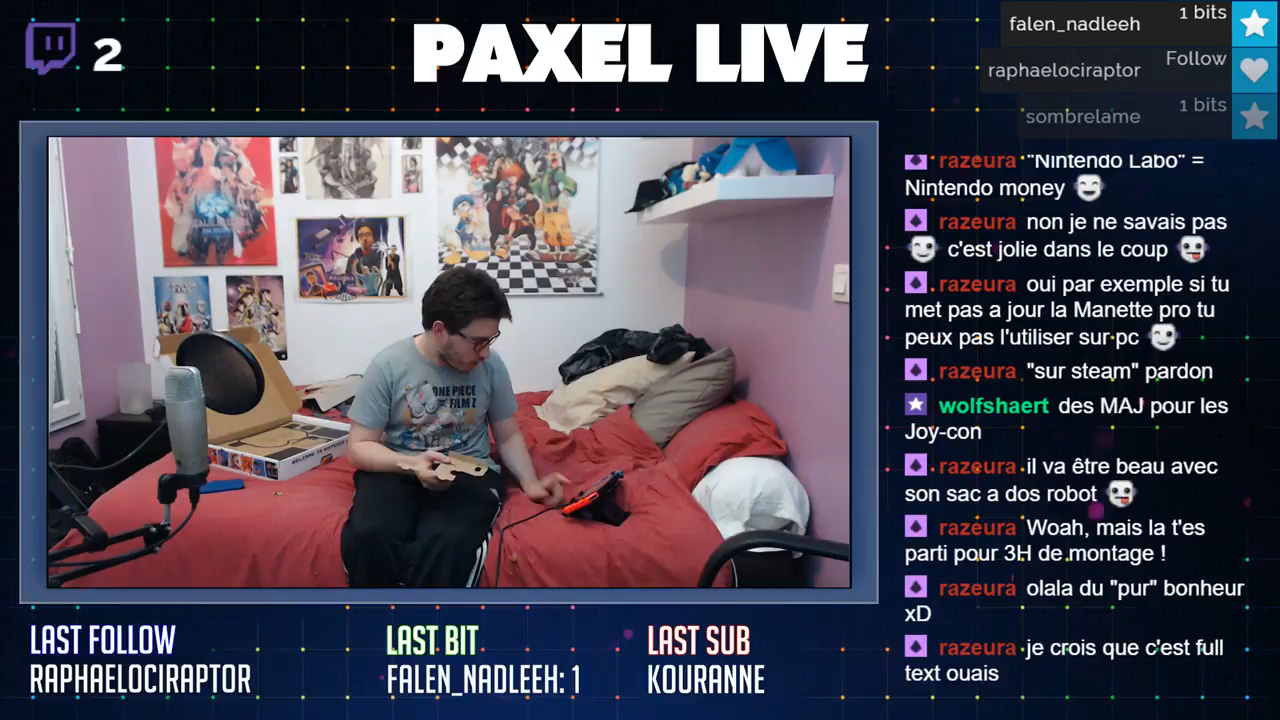 2
PAXEL LIVE
falen_nadleeh 1 bits
raphaelociraptor Follow
sombrelame 1 bits
razeura "Nintendo Labo" =
Nintendo money
razeura non je ne savais pas
c'est jolie dans le coup
razeura oui par exemple si tu
met pas a jour la Manette pro tu
peux pas l'utiliser sur pc
razeura "sur steam" pardon
wolfshaert des MAJ pour les
Joy-con
razeura il va être beau avec
son sac a dos robot
razeura Woah, mais la t'es
parti pour 3H de montage !
razeura olala du "pur" bonheur
xD
razeura je crois que c'est full
text ouais
ONE PIECE
FILM Z
LAST FOLLOW
RAPHAELOCIRAPTOR
LAST BIT
FALEN_NADLEEH: 1
LAST SUB
KOURANNE